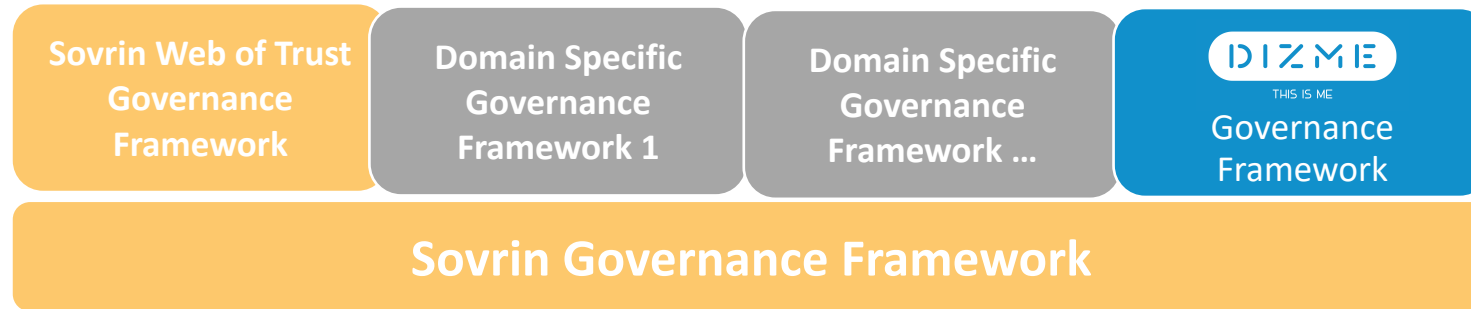 Sovrin Web of Trust
Governance
Framework
Domain Specific
Governance
Framework 1
Domain Specific
Governance
Framework ...
DIZME
THIS IS ME
Governance
Framework
Sovrin Governance Framework